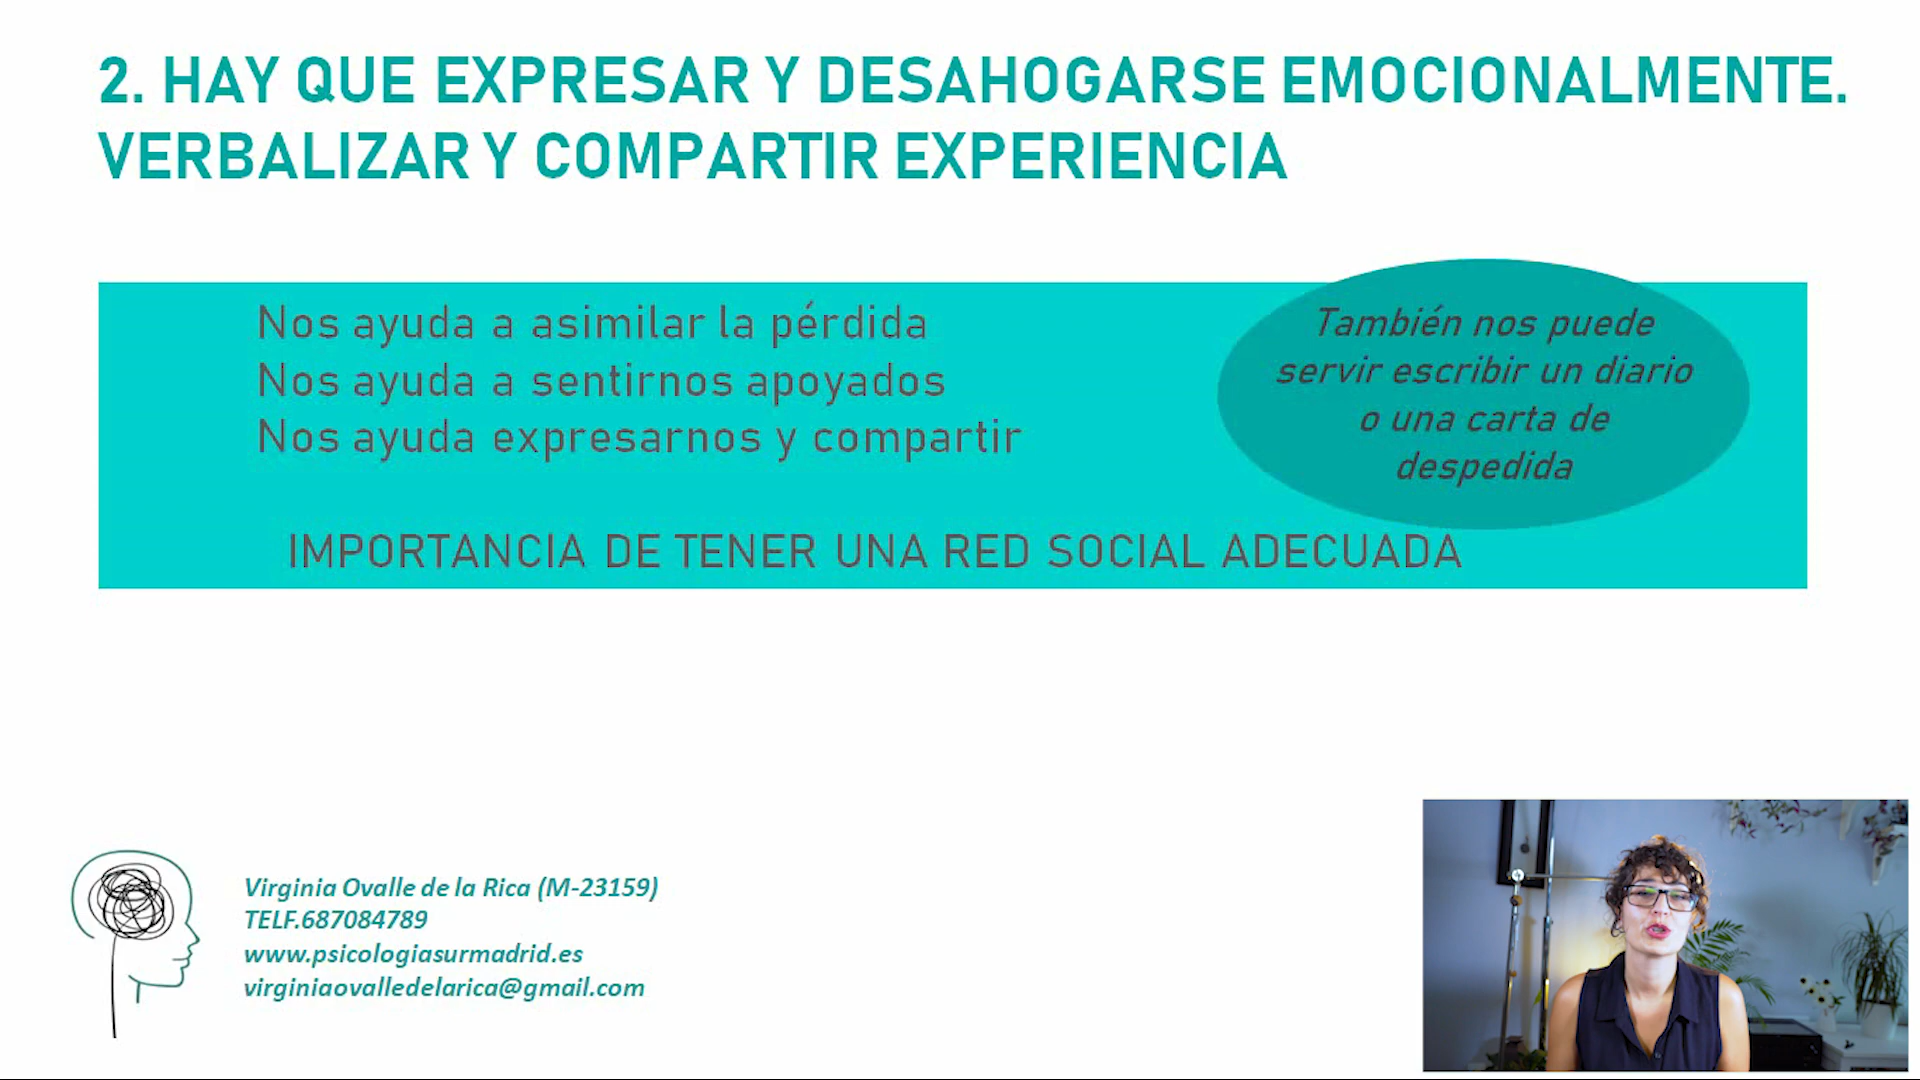 2. HAY QUE EXPRESAR Y DESAHOGARSE EMOCIONALMENTE.
VERBALIZAR Y COMPARTIR EXPERIENCIA
Nos ayuda a asimilar la pérdida
Nos ayuda a sentirnos apoyados
Nos ayuda expresarnos y compartir
También nos puede
servir escribir un diario
o una carta de
despedida
IMPORTANCIA DE TENER UNA RED SOCIAL ADECUADA
Virginia Ovalle de la Rica (M-23159)
TELF.687084789
www.psicologiasurmadrid.es
virginiaovalledelarica@gmail.com